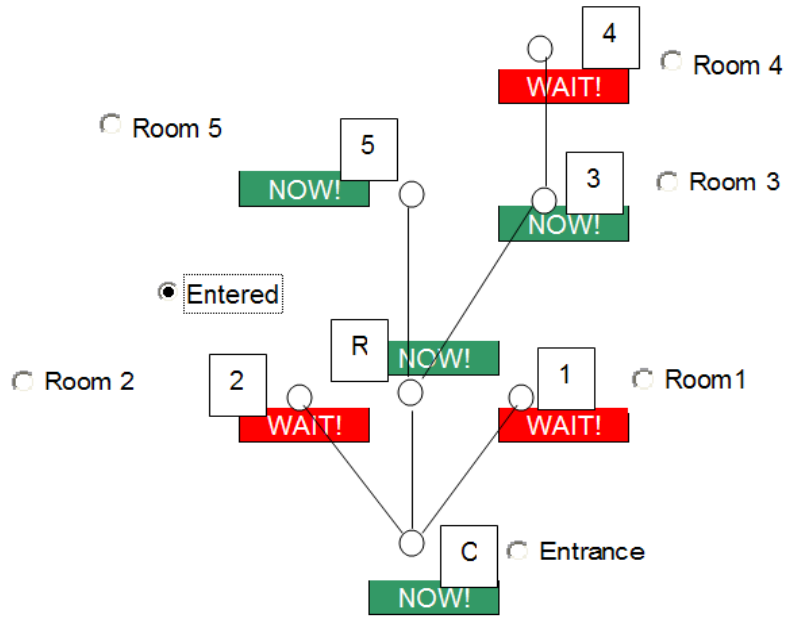 4
Room 4
WAIT!
Room 5
5
3
Room 3
NOW!
NOW!
Entered
R
NOW!
Room 2
2
1
Room1
WAIT!
WAIT!
C
Entrance
NOW!